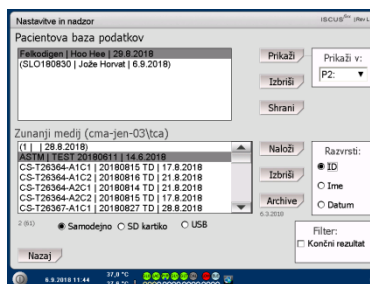 Nastavitve in nadzor
ISCUS
Pacientova baza podatkov
Felkodigen | Hoo Hee | 29.8.2018
(SLO180830 | Jože Horvat | 6.9.2018)
Prikaži
Izbriši
Shrani
Prikaži v:
P2:
Zunanji medij (cma-jen-03\tca)
(1 | | 28.8.2018)
ASTM | TEST 20180611 | 14.6.2018
CS-T26364-A1C1 | 20180815 TD | 17.8.2018
CS-T26364-A1C2 | 20180816 TD | 21.8.2018
CS-T26364-A2C2 | 20180816 TD | 21.8.2018
CS-T26364-A2C1 | 20180815 TD | 17.8.2018
CS-T26367-A1C1 | 20180827 TD | 28.8.2018
Naloži
Izbriši
Archive
6.3.2018
Razvrsti:
ID
Ime
Datum
2 (61)
Samodejno
SD kartiko
USB
Filter:
Končni rezultat
Nazaj
6.9.2018 11:44
37,0 °C